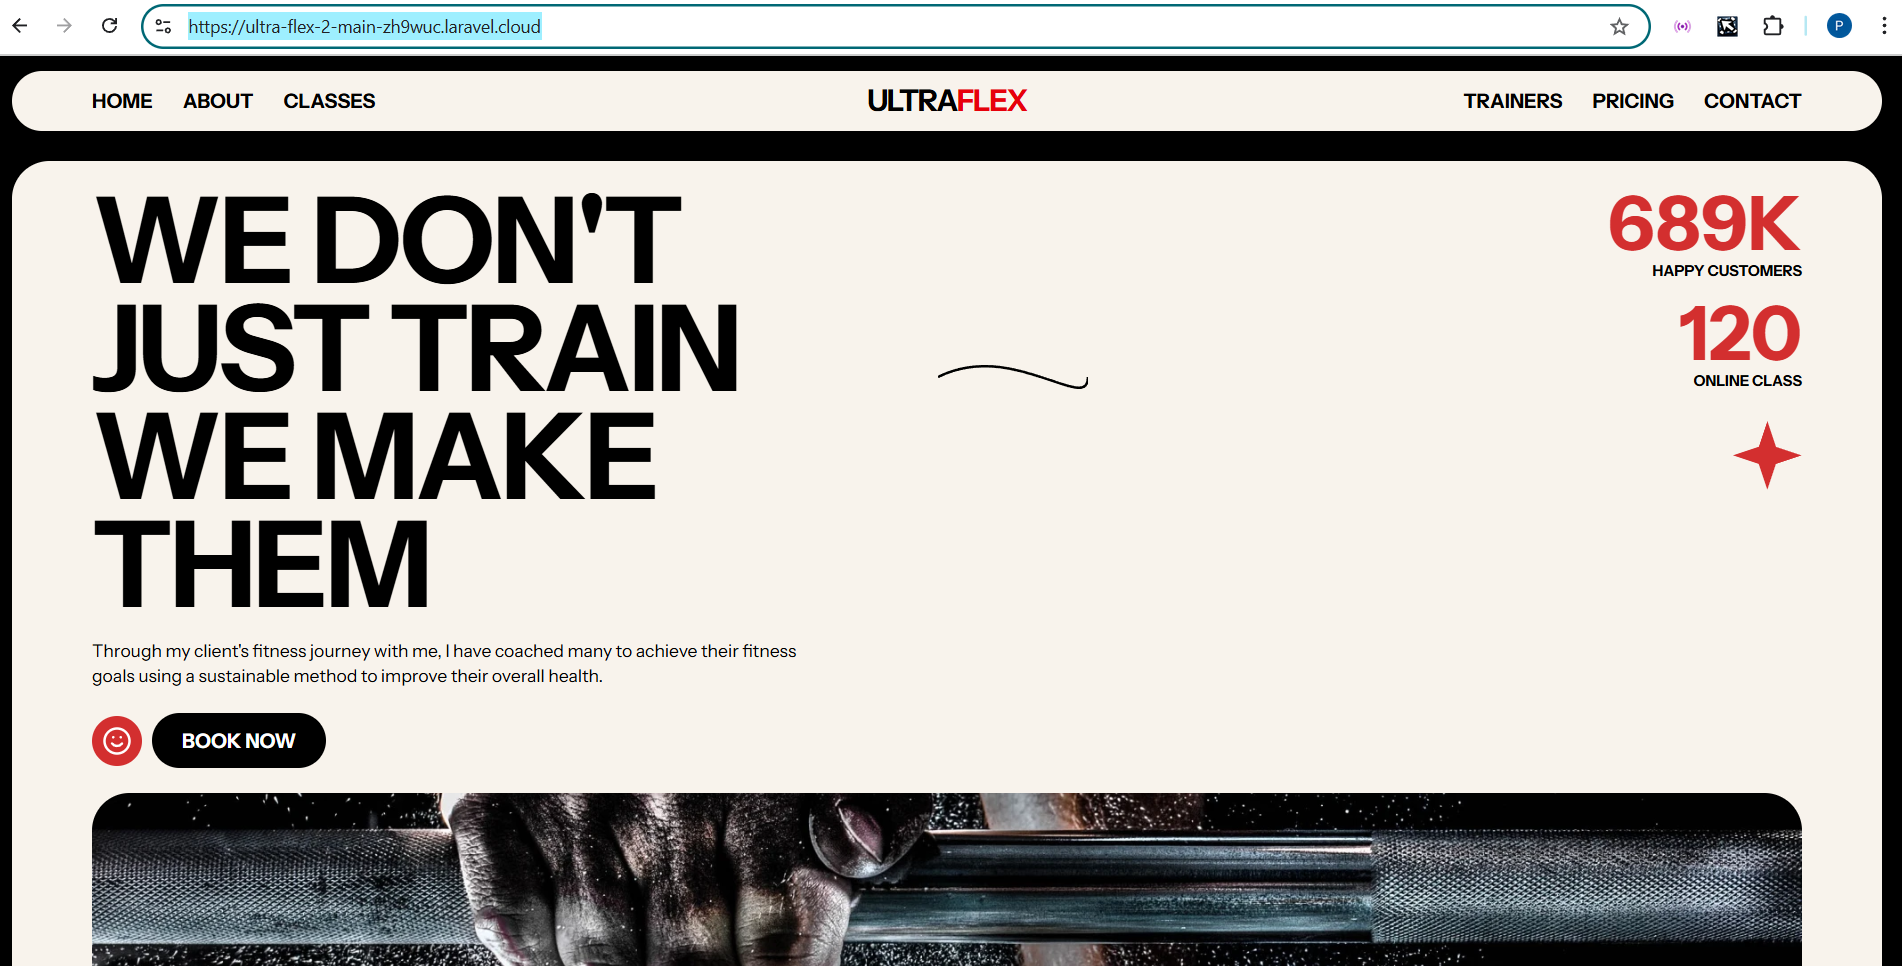 https://ultra-flex-2-main-zh9wuc.laravel.cloud
P
HOME ABOUT CLASSES ULTRAFLEX TRAINERS PRICING CONTACT
WE DON'T
JUST TRAIN
WE MAKE
THEM
689K
HAPPY CUSTOMERS
120
ONLINE CLASS
Through my client's fitness journey with me, I have coached many to achieve their fitness
goals using a sustainable method to improve their overall health.
BOOK NOW